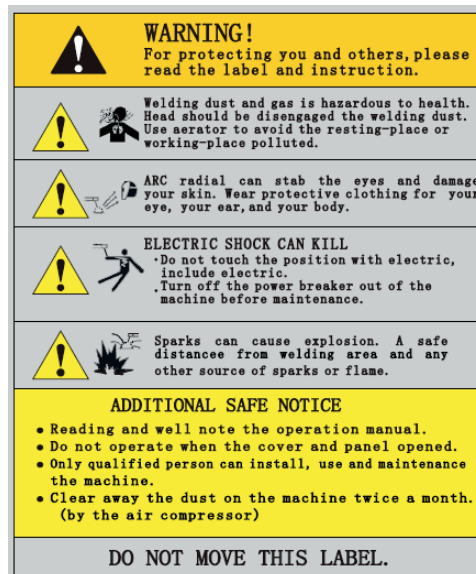 WARNING!
For protecting you and others, please
read the label and instruction.
Welding dust and gas is hazardous to health.
Head should be disengaged the welding dust.
Use aerator to avoid the resting-place or
working-place polluted.
ARC radial can stab the eyes and damage
your skin. Wear protective clothing for your
eye, your ear, and your body.
ELECTRIC SHOCK CAN KILL
·Do not touch the position with electric,
include electric.
.Turn off the power breaker out of the
machine before maintenance.
Sparks can cause explosion. A safe
distancee from welding area and any
other source of sparks or flame.
ADDITIONAL SAFE NOTICE
● Reading and well note the operation manual.
● Do not operate when the cover and panel opened.
● Only qualified person can install, use and maintenance
the machine.
● Clear away the dust on the machine twice a month.
(by the air compressor)
DO NOT MOVE THIS LABEL.